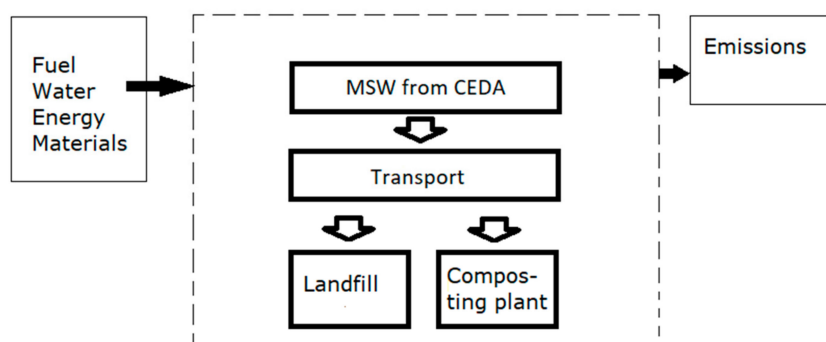 Fuel
Water
Energy
Materials
MSW from CEDA
Transport
Landfill
Compos-
ting plant
Emissions